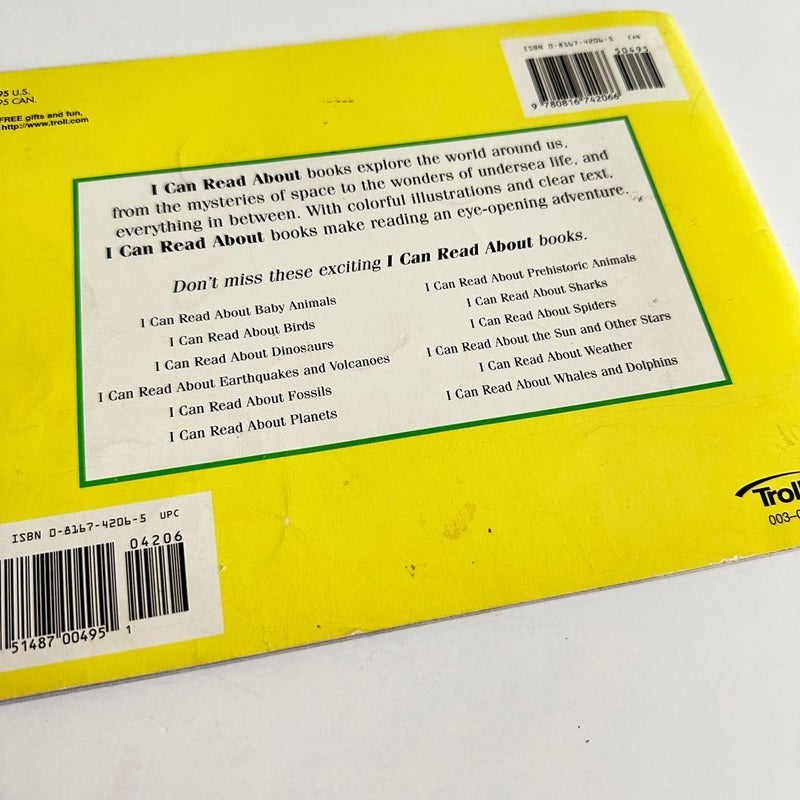 95 U.S.
95 CAN.
FREE gifts and fun,
http://www.troll.com
ISBN 0-8167-4206-5 CAN
50495
9 780816 742066
I Can Read About books explore the world around us,
from the mysteries of space to the wonders of undersea life, and
everything in between. With colorful illustrations and clear text,
I Can Read About books make reading an eye-opening adventure.
Don't miss these exciting I Can Read About books.
I Can Read About Baby Animals
I Can Read About Birds
I Can Read About Dinosaurs
I Can Read About Earthquakes and Volcanoes
I Can Read About Fossils
I Can Read About Planets
I Can Read About Prehistoric Animals
I Can Read About Sharks
I Can Read About Spiders
I Can Read About the Sun and Other Stars
I Can Read About Weather
I Can Read About Whales and Dolphins
ISBN 0-8167-4206-5 UPC
04206
51487 00495 1
Troll
003-0